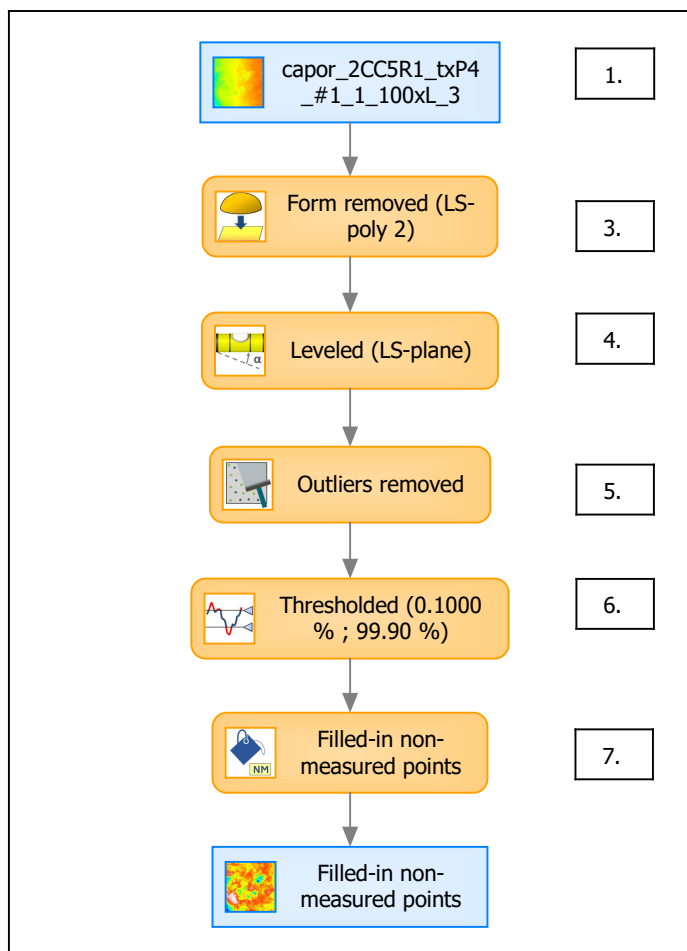 capor_2CC5R1_txP4
_#1_1_100xL_3
1.
Form removed (LS-
poly 2)
3.
α
Leveled (LS-plane)
4.
Outliers removed
5.
Thresholded (0.1000
% ; 99.90 %)
6.
NM
Filled-in non-
measured points
7.
Filled-in non-
measured points